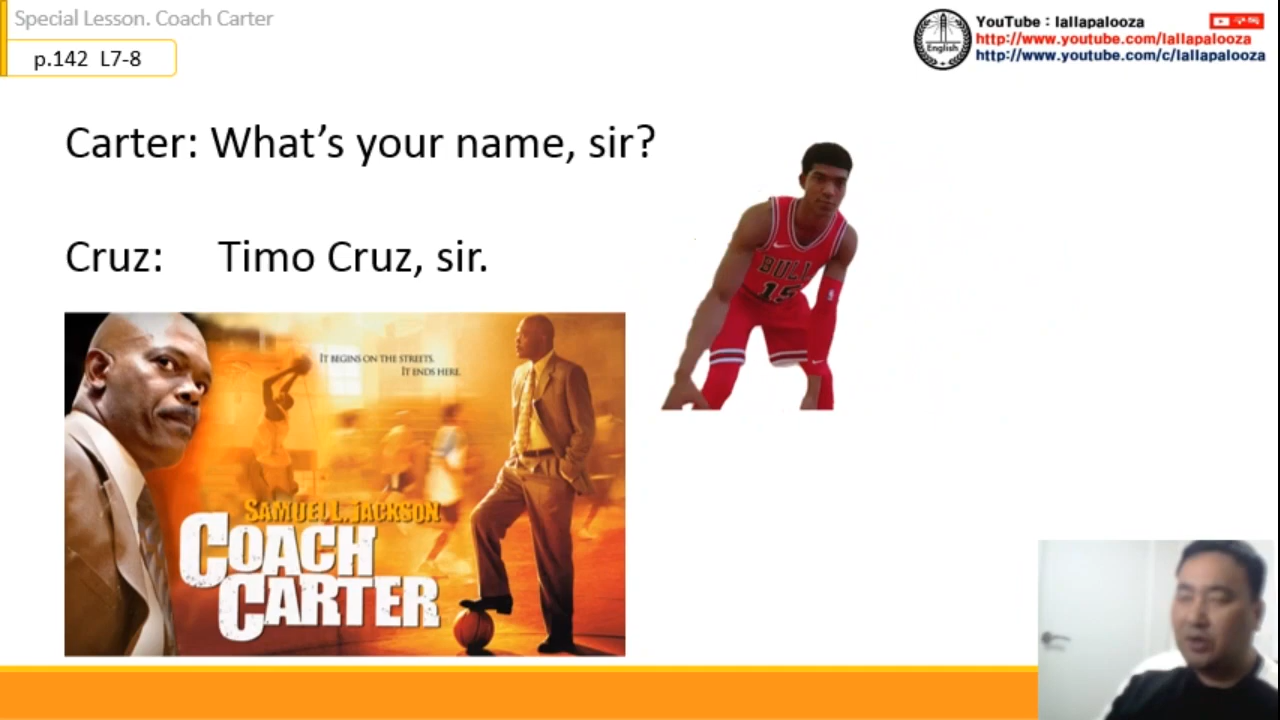 Special Lesson. Coach Carter
p.142 L7-8
English
YouTube : lallapalooza
http://www.youtube.com/lallapalooza
http://www.youtube.com/c/lallapalooza
Carter: What's your name, sir?
Cruz: Timo Cruz, sir.
BULL
15
IT BEGINS ON THE STREETS.
IT ENDS HERE.
SAMUEL L. JACKSON
COACH
CARTER